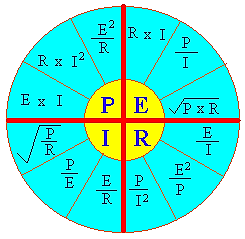 E²/R
R x I
P/I
R x I²
E x I
P E
√(P x R)
√(P/R)
I R
E/I
P/E
E/R
P/I²
E²/P